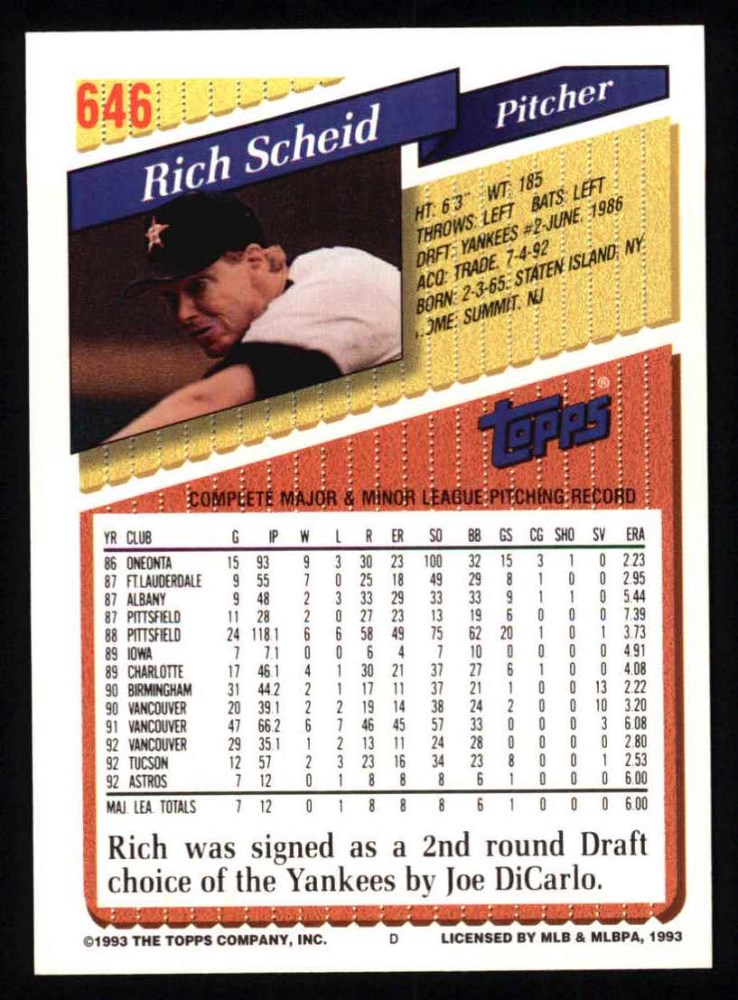 646
Rich Scheid
Pitcher
HT: 6'3" WT: 185
THROWS: LEFT BATS: LEFT
DRFT: YANKEES #2-JUNE, 1986
ACQ: TRADE, 7-4-92
BORN: 2-3-65, STATEN ISLAND, NY
HOME: SUMMIT, NJ
Topps®
COMPLETE MAJOR & MINOR LEAGUE PITCHING RECORD
YR CLUB G IP W L R ER SO BB GS CG SHO SV ERA
86 ONEONTA 15 93 9 3 30 23 100 32 15 3 1 0 2.23
87 FT.LAUDERDALE 9 55 7 0 25 18 49 29 8 1 0 0 2.95
87 ALBANY 9 48 2 3 33 29 33 33 9 1 1 0 5.44
87 PITTSFIELD 11 28 2 0 27 23 13 19 6 0 0 0 7.39
88 PITTSFIELD 24 118.1 6 6 58 49 75 62 20 1 0 1 3.73
89 IOWA 7 7.1 0 0 6 4 7 10 0 0 0 0 4.91
89 CHARLOTTE 17 46.1 4 1 30 21 37 27 6 1 0 0 4.08
90 BIRMINGHAM 31 44.2 2 1 17 11 37 21 1 0 0 13 2.22
90 VANCOUVER 20 39.1 2 2 19 14 38 24 2 0 0 10 3.20
91 VANCOUVER 47 66.2 6 7 46 45 57 33 0 0 0 3 6.08
92 VANCOUVER 29 35.1 1 2 13 11 24 28 0 0 0 0 2.80
92 TUCSON 12 57 2 3 23 16 34 23 8 0 0 1 2.53
92 ASTROS 7 12 0 1 8 8 8 6 1 0 0 0 6.00
MAJ. LEA. TOTALS 7 12 0 1 8 8 8 6 1 0 0 0 6.00
Rich was signed as a 2nd round Draft
choice of the Yankees by Joe DiCarlo.
©1993 THE TOPPS COMPANY, INC. D LICENSED BY MLB & MLBPA, 1993